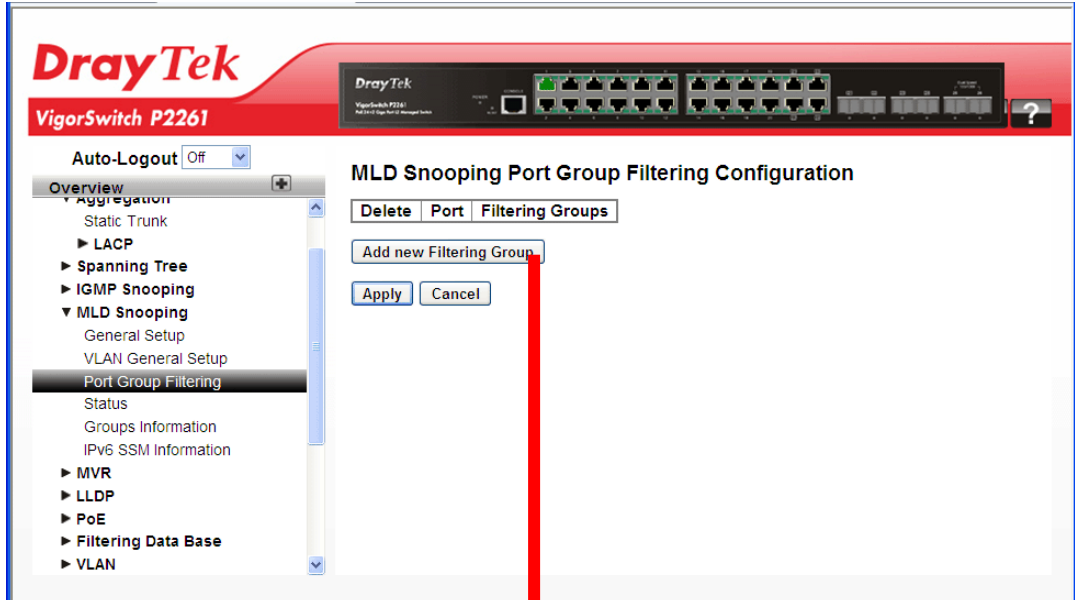 DrayTek
VigorSwitch P2261
DrayTek
VigorSwitch P2261
?
Auto-Logout Off
Overview
Aggregation
Static Trunk
LACP
Spanning Tree
IGMP Snooping
MLD Snooping
General Setup
VLAN General Setup
Port Group Filtering
Status
Groups Information
IPv6 SSM Information
MVR
LLDP
PoE
Filtering Data Base
VLAN
MLD Snooping Port Group Filtering Configuration
Delete Port Filtering Groups
Add new Filtering Group
Apply Cancel